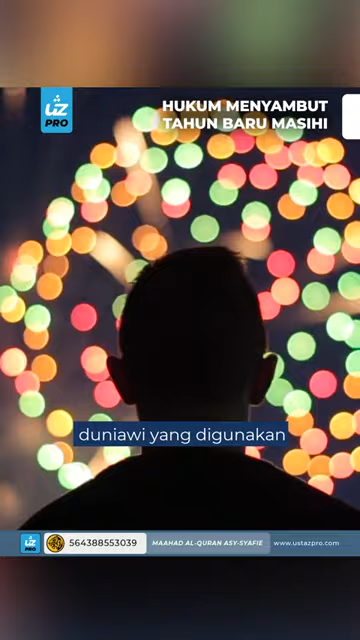 UZ
PRO
HUKUM MENYAMBUT
TAHUN BARU MASIHI
duniawi yang digunakan
UZ
PRO
564388553039
MAAHAD AL-QURAN ASY-SYAFIE
www.ustazpro.com